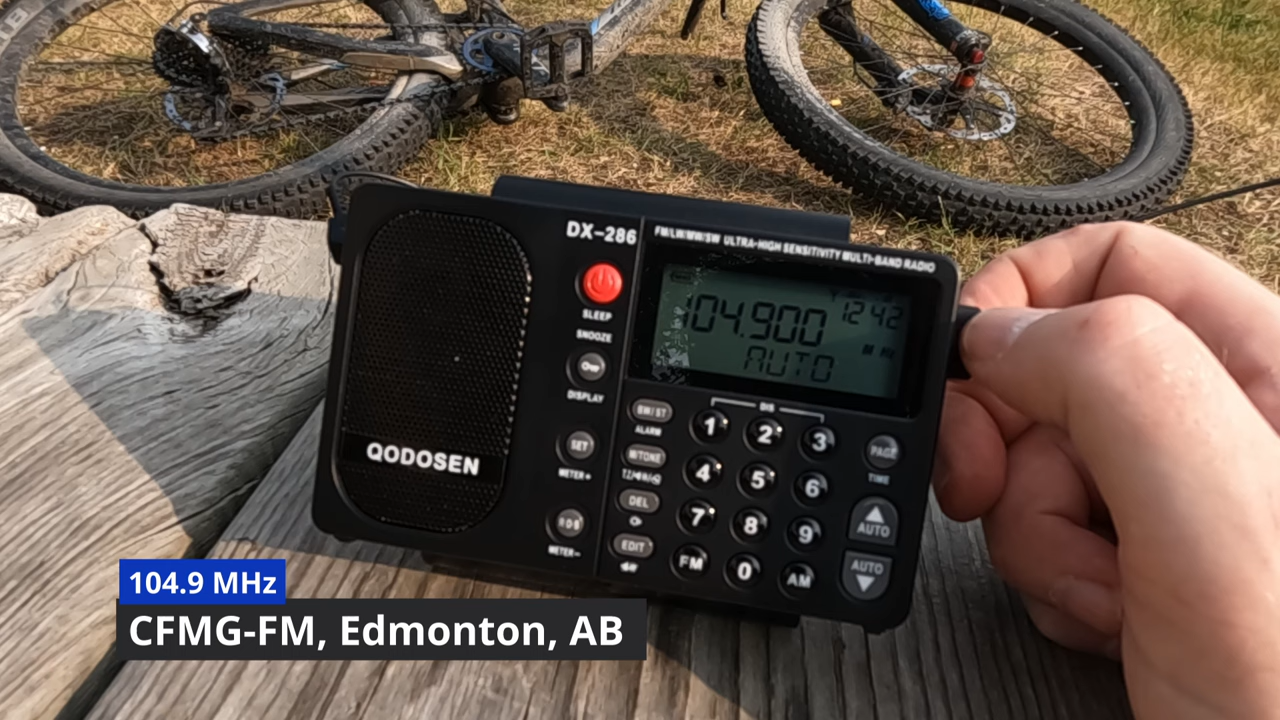 DX-286
FM/LW/MW/SW ULTRA-HIGH SENSITIVITY MULTI-BAND RADIO
SLEEP
SNOOZE
DISPLAY
SET
METER+
RDS
METER-
QODOSEN
104.900
12 42
AUTO
BW/ST
ALARM
M/TONE
DEL
EDIT
DIS
1 2 3
4 5 6
7 8 9
FM 0 AM
PAGE
TIME
AUTO
AUTO
104.9 MHz
CFMG-FM, Edmonton, AB